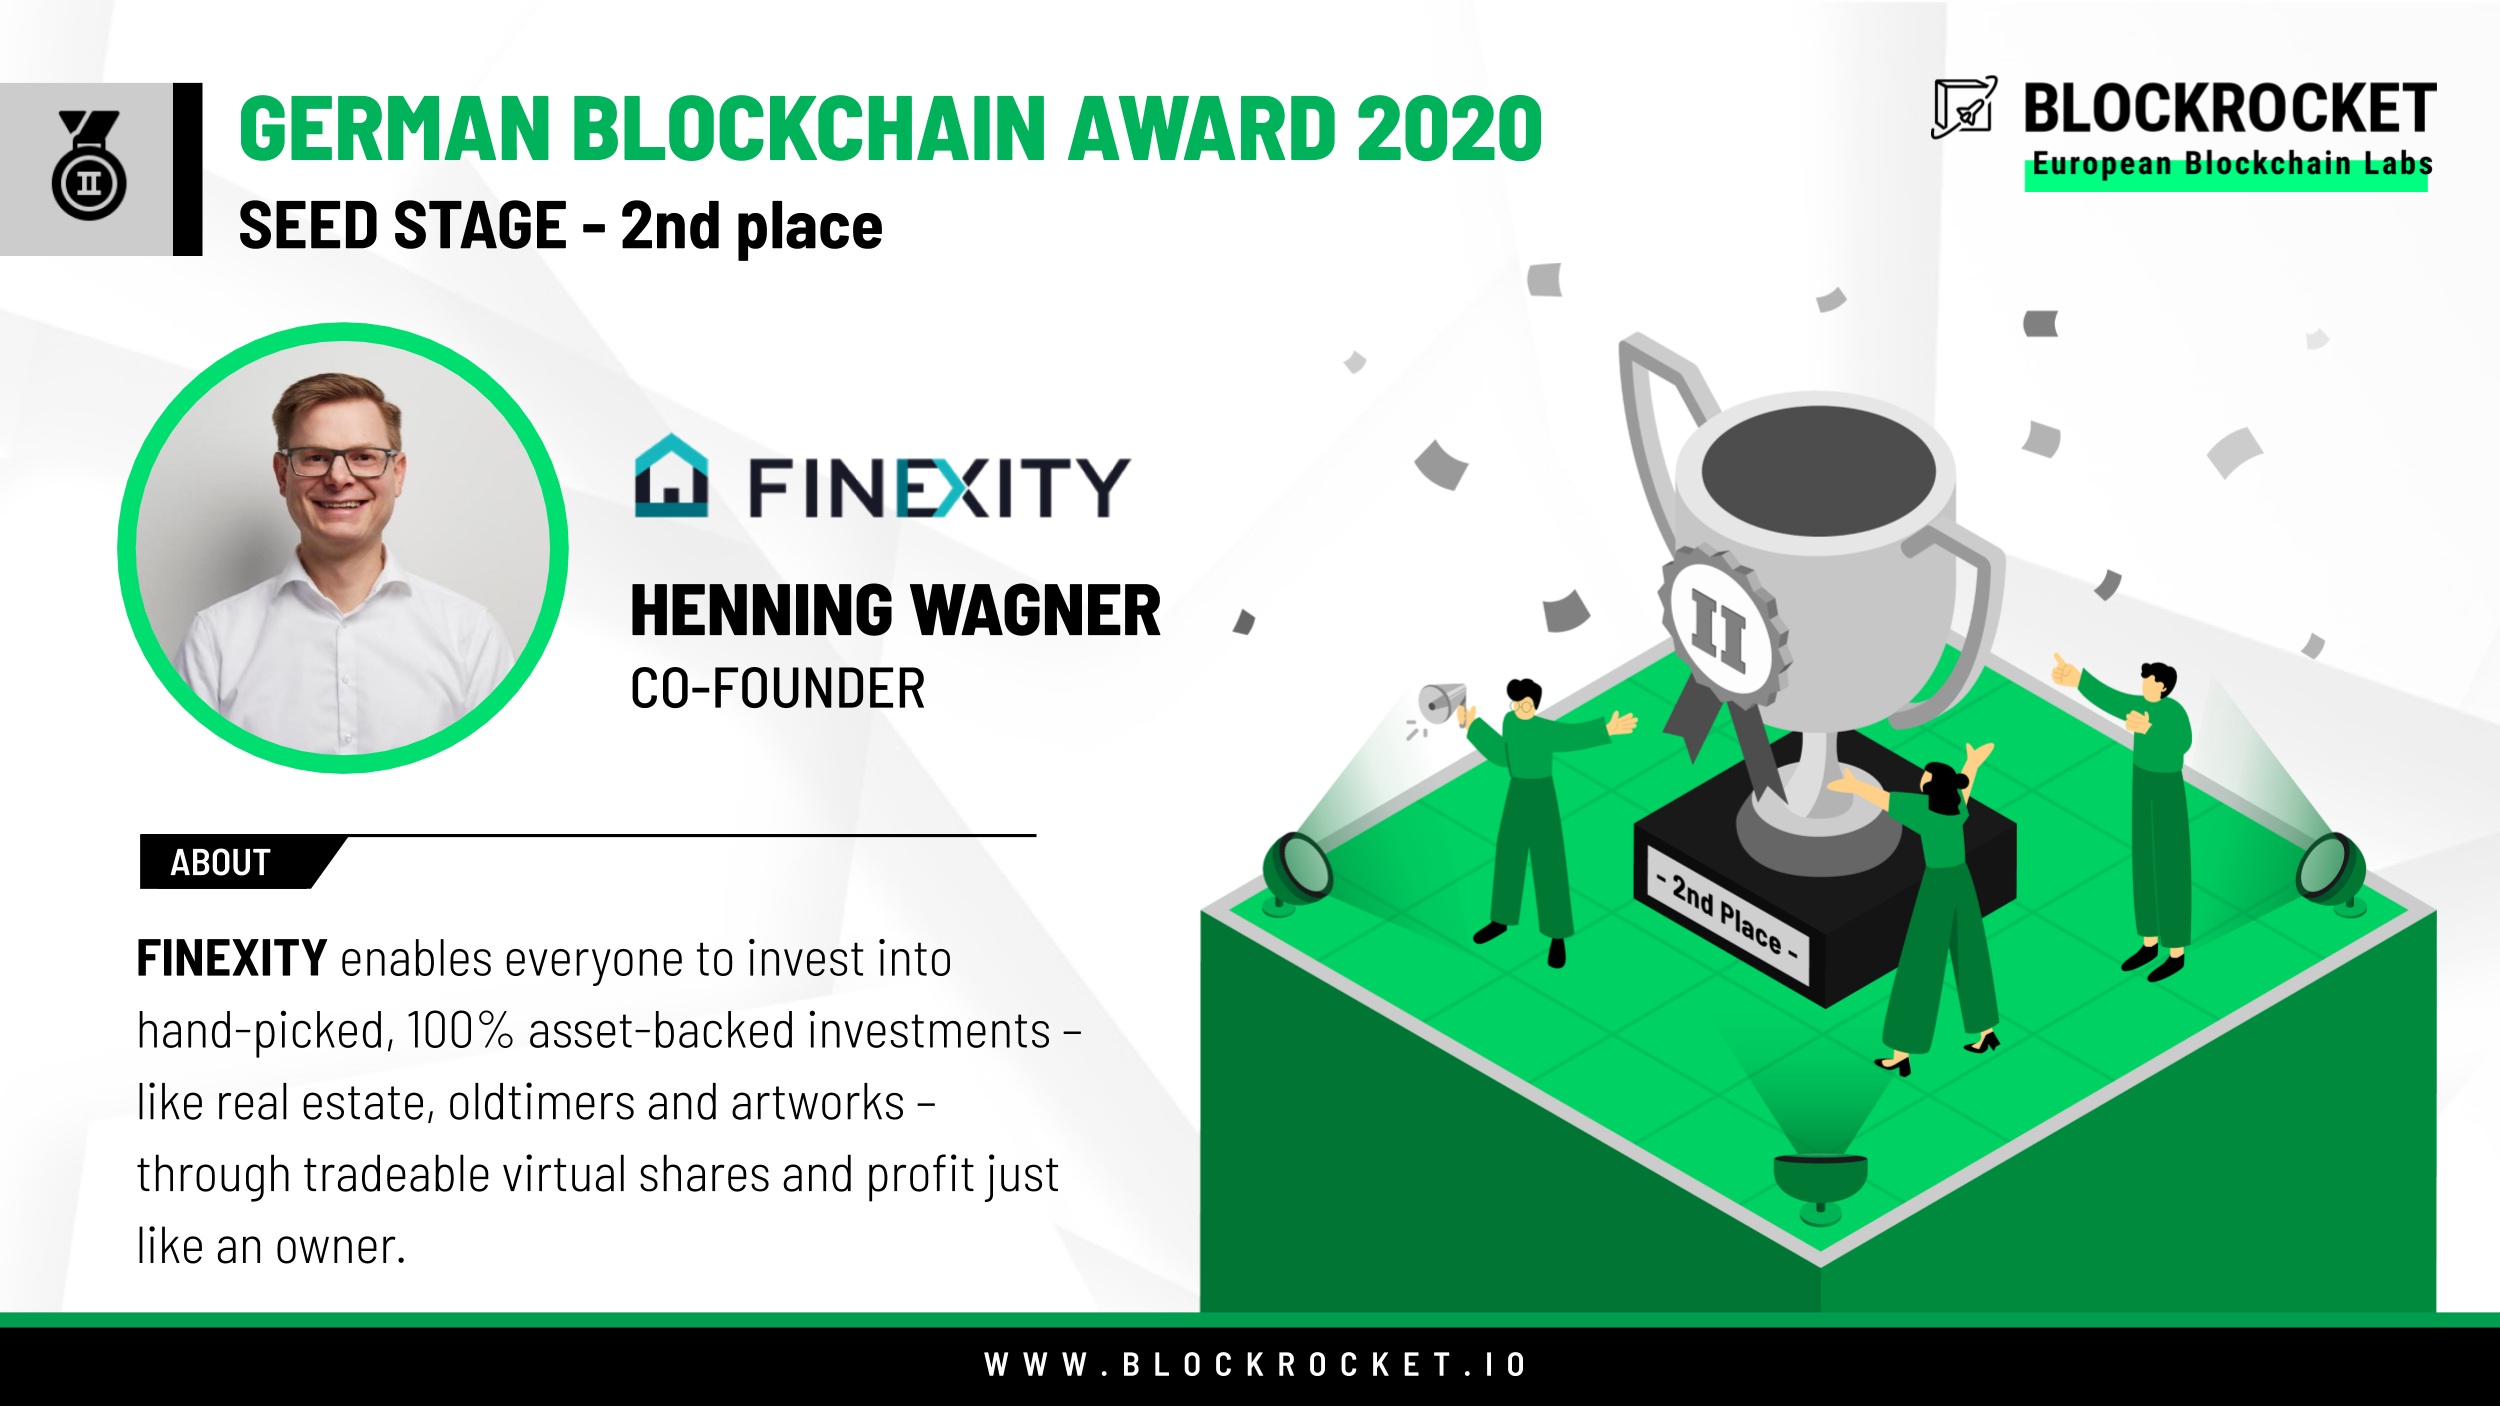 GERMAN BLOCKCHAIN AWARD 2020
SEED STAGE - 2nd place
BLOCKROCKET
European Blockchain Labs
II
FINEXITY
HENNING WAGNER
CO-FOUNDER
II
- 2nd Place -
ABOUT
FINEXITY enables everyone to invest into
hand-picked, 100% asset-backed investments –
like real estate, oldtimers and artworks –
through tradeable virtual shares and profit just
like an owner.
WWW.BLOCKROCKET.IO